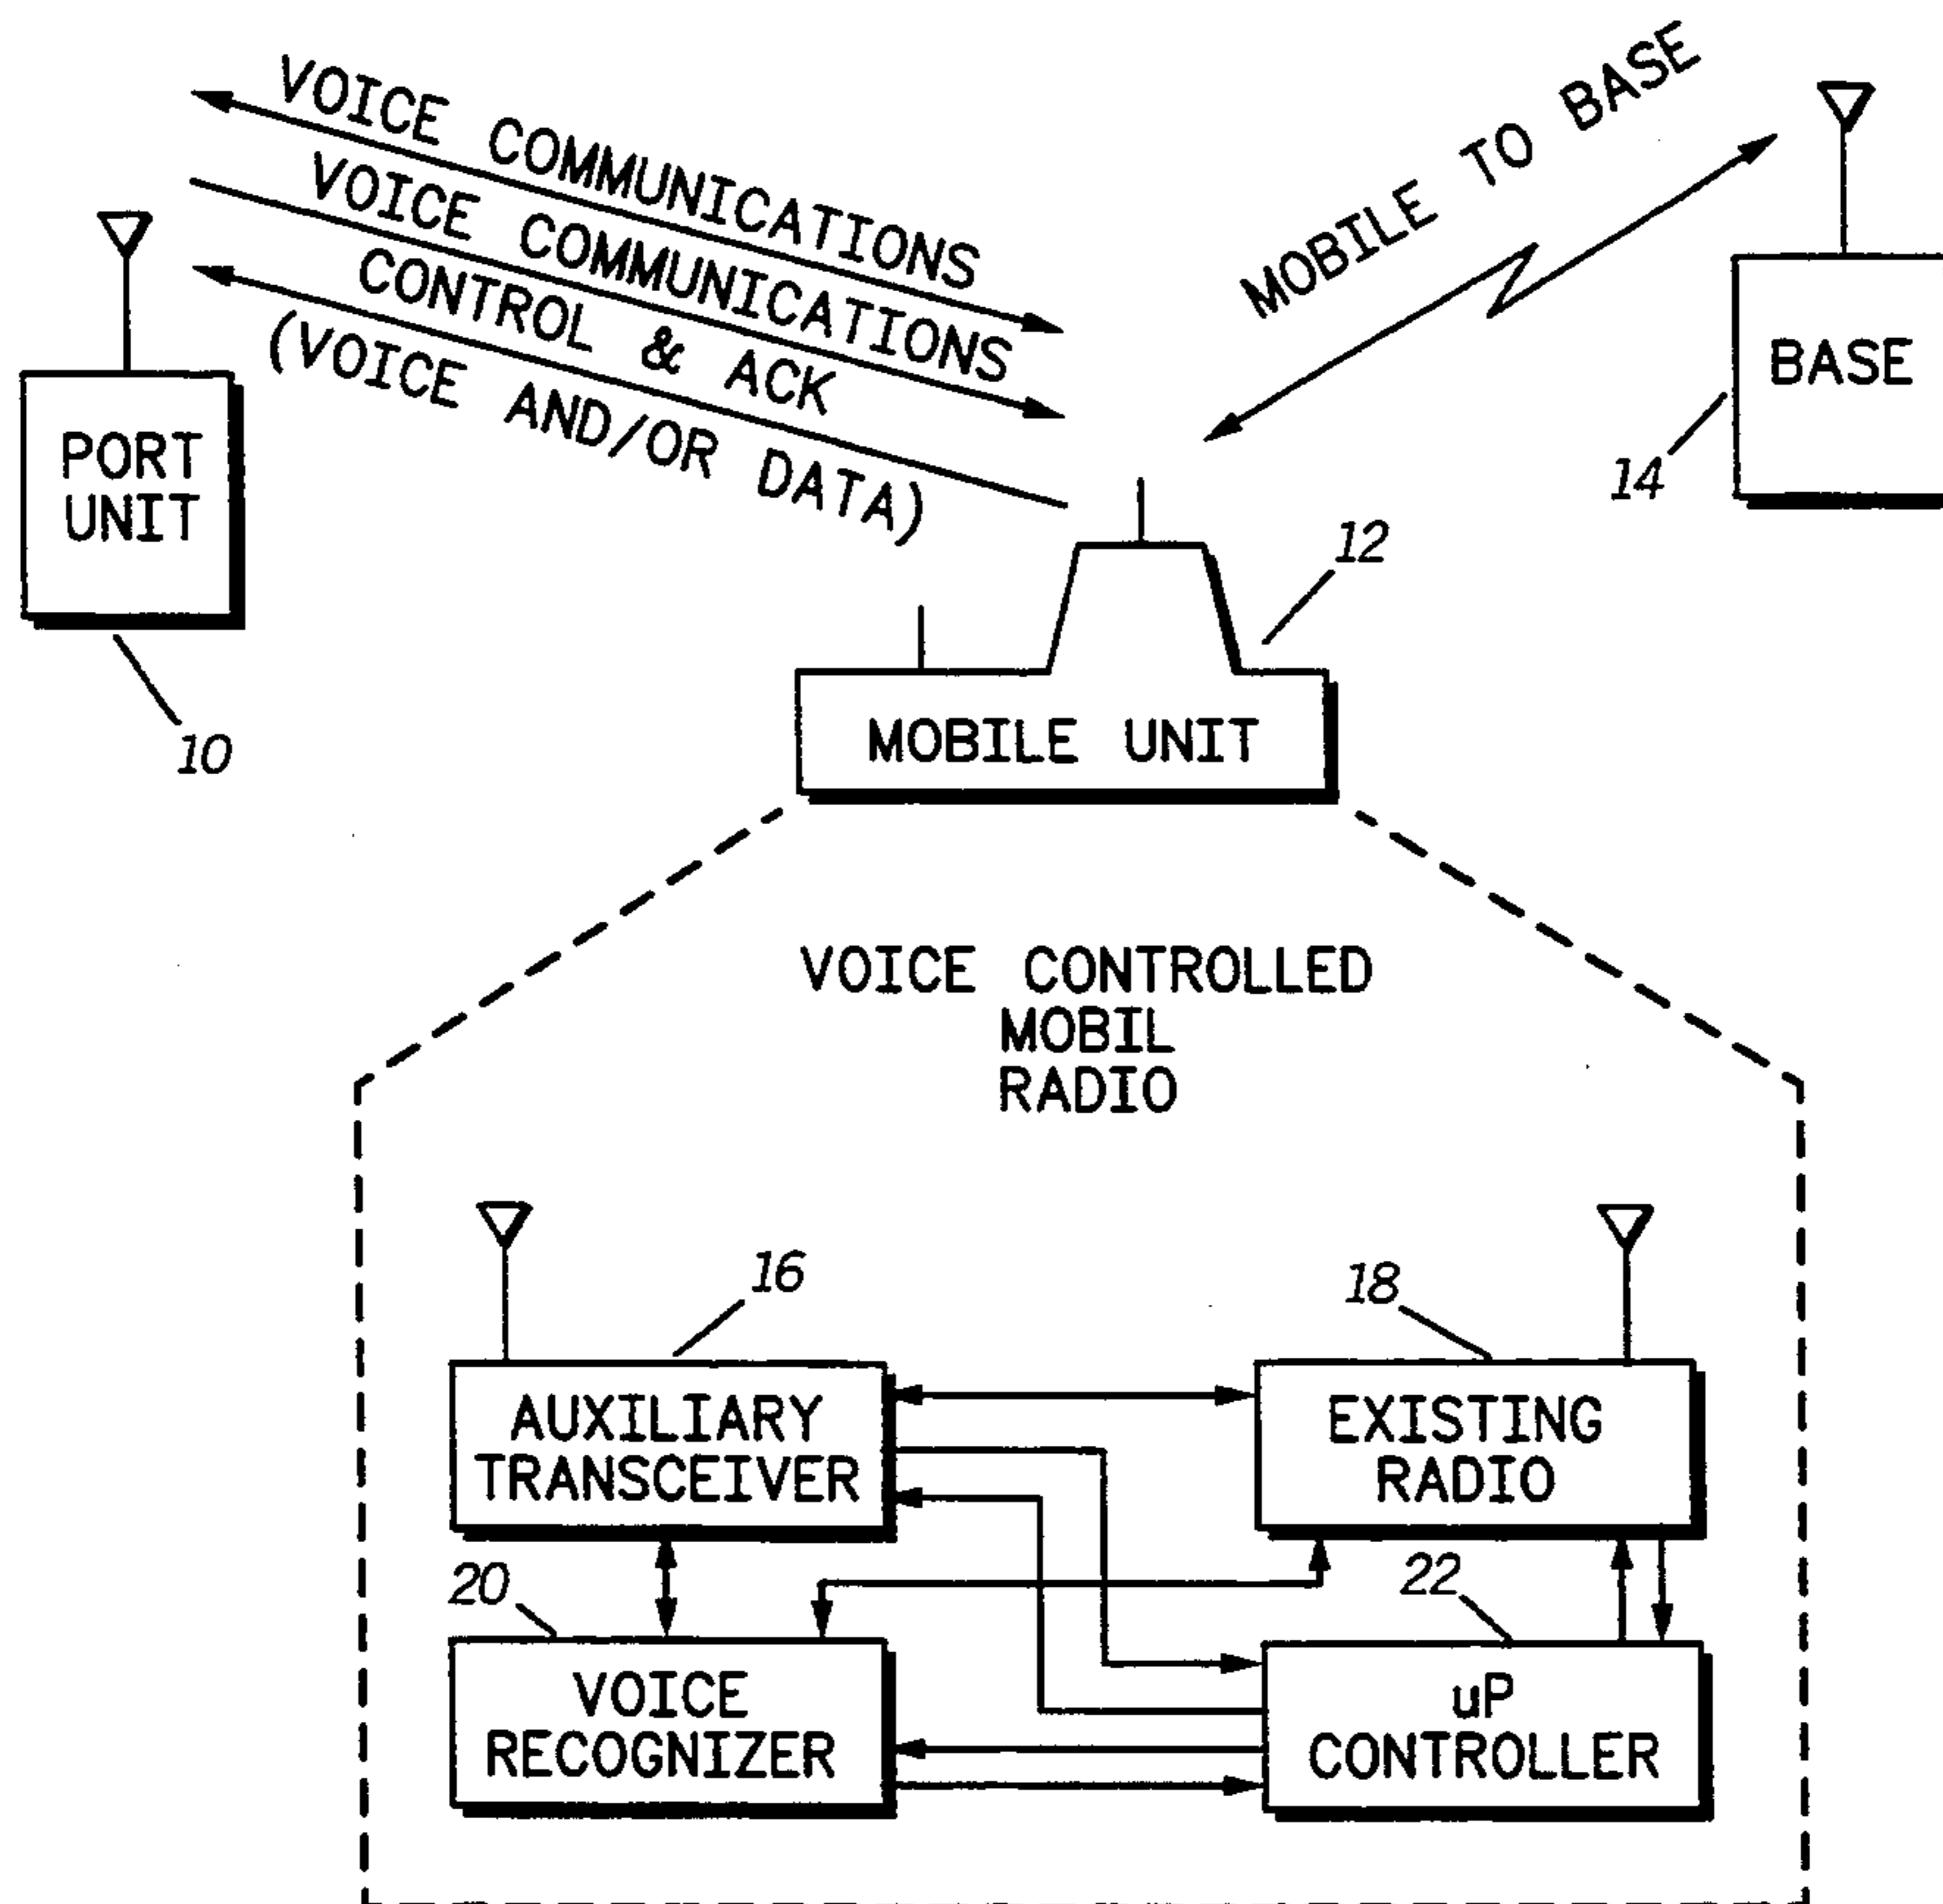 VOICE COMMUNICATIONS
VOICE COMMUNICATIONS
CONTROL & ACK
(VOICE AND/OR DATA)
MOBILE TO BASE
PORT
UNIT
10
BASE
14
12
MOBILE UNIT
VOICE CONTROLLED
MOBIL
RADIO
16
18
AUXILIARY
TRANSCEIVER
EXISTING
RADIO
20
22
VOICE
RECOGNIZER
uP
CONTROLLER